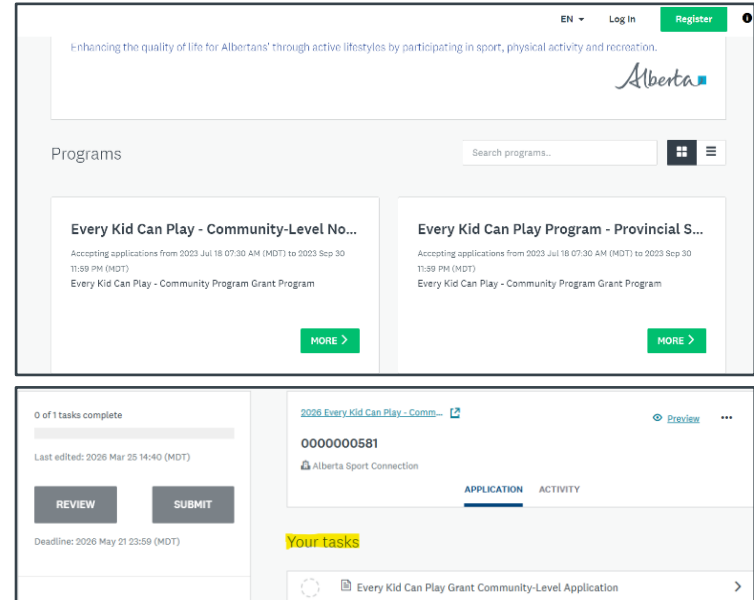 EN Log In Register
Enhancing the quality of life for Albertans' through active lifestyles by participating in sport, physical activity and recreation.
Alberta
Programs
Search programs..
Every Kid Can Play - Community-Level No...
Accepting applications from 2023 Jul 18 07:30 AM (MDT) to 2023 Sep 30
11:59 PM (MDT)
Every Kid Can Play - Community Program Grant Program
MORE >
Every Kid Can Play Program - Provincial S...
Accepting applications from 2023 Jul 18 07:30 AM (MDT) to 2023 Sep 30
11:59 PM (MDT)
Every Kid Can Play - Community Program Grant Program
MORE >
0 of 1 tasks complete
Last edited: 2026 Mar 25 14:40 (MDT)
REVIEW SUBMIT
Deadline: 2026 May 21 23:59 (MDT)
2026 Every Kid Can Play - Comm...
Preview ...
0000000581
Alberta Sport Connection
APPLICATION ACTIVITY
Your tasks
Every Kid Can Play Grant Community-Level Application >